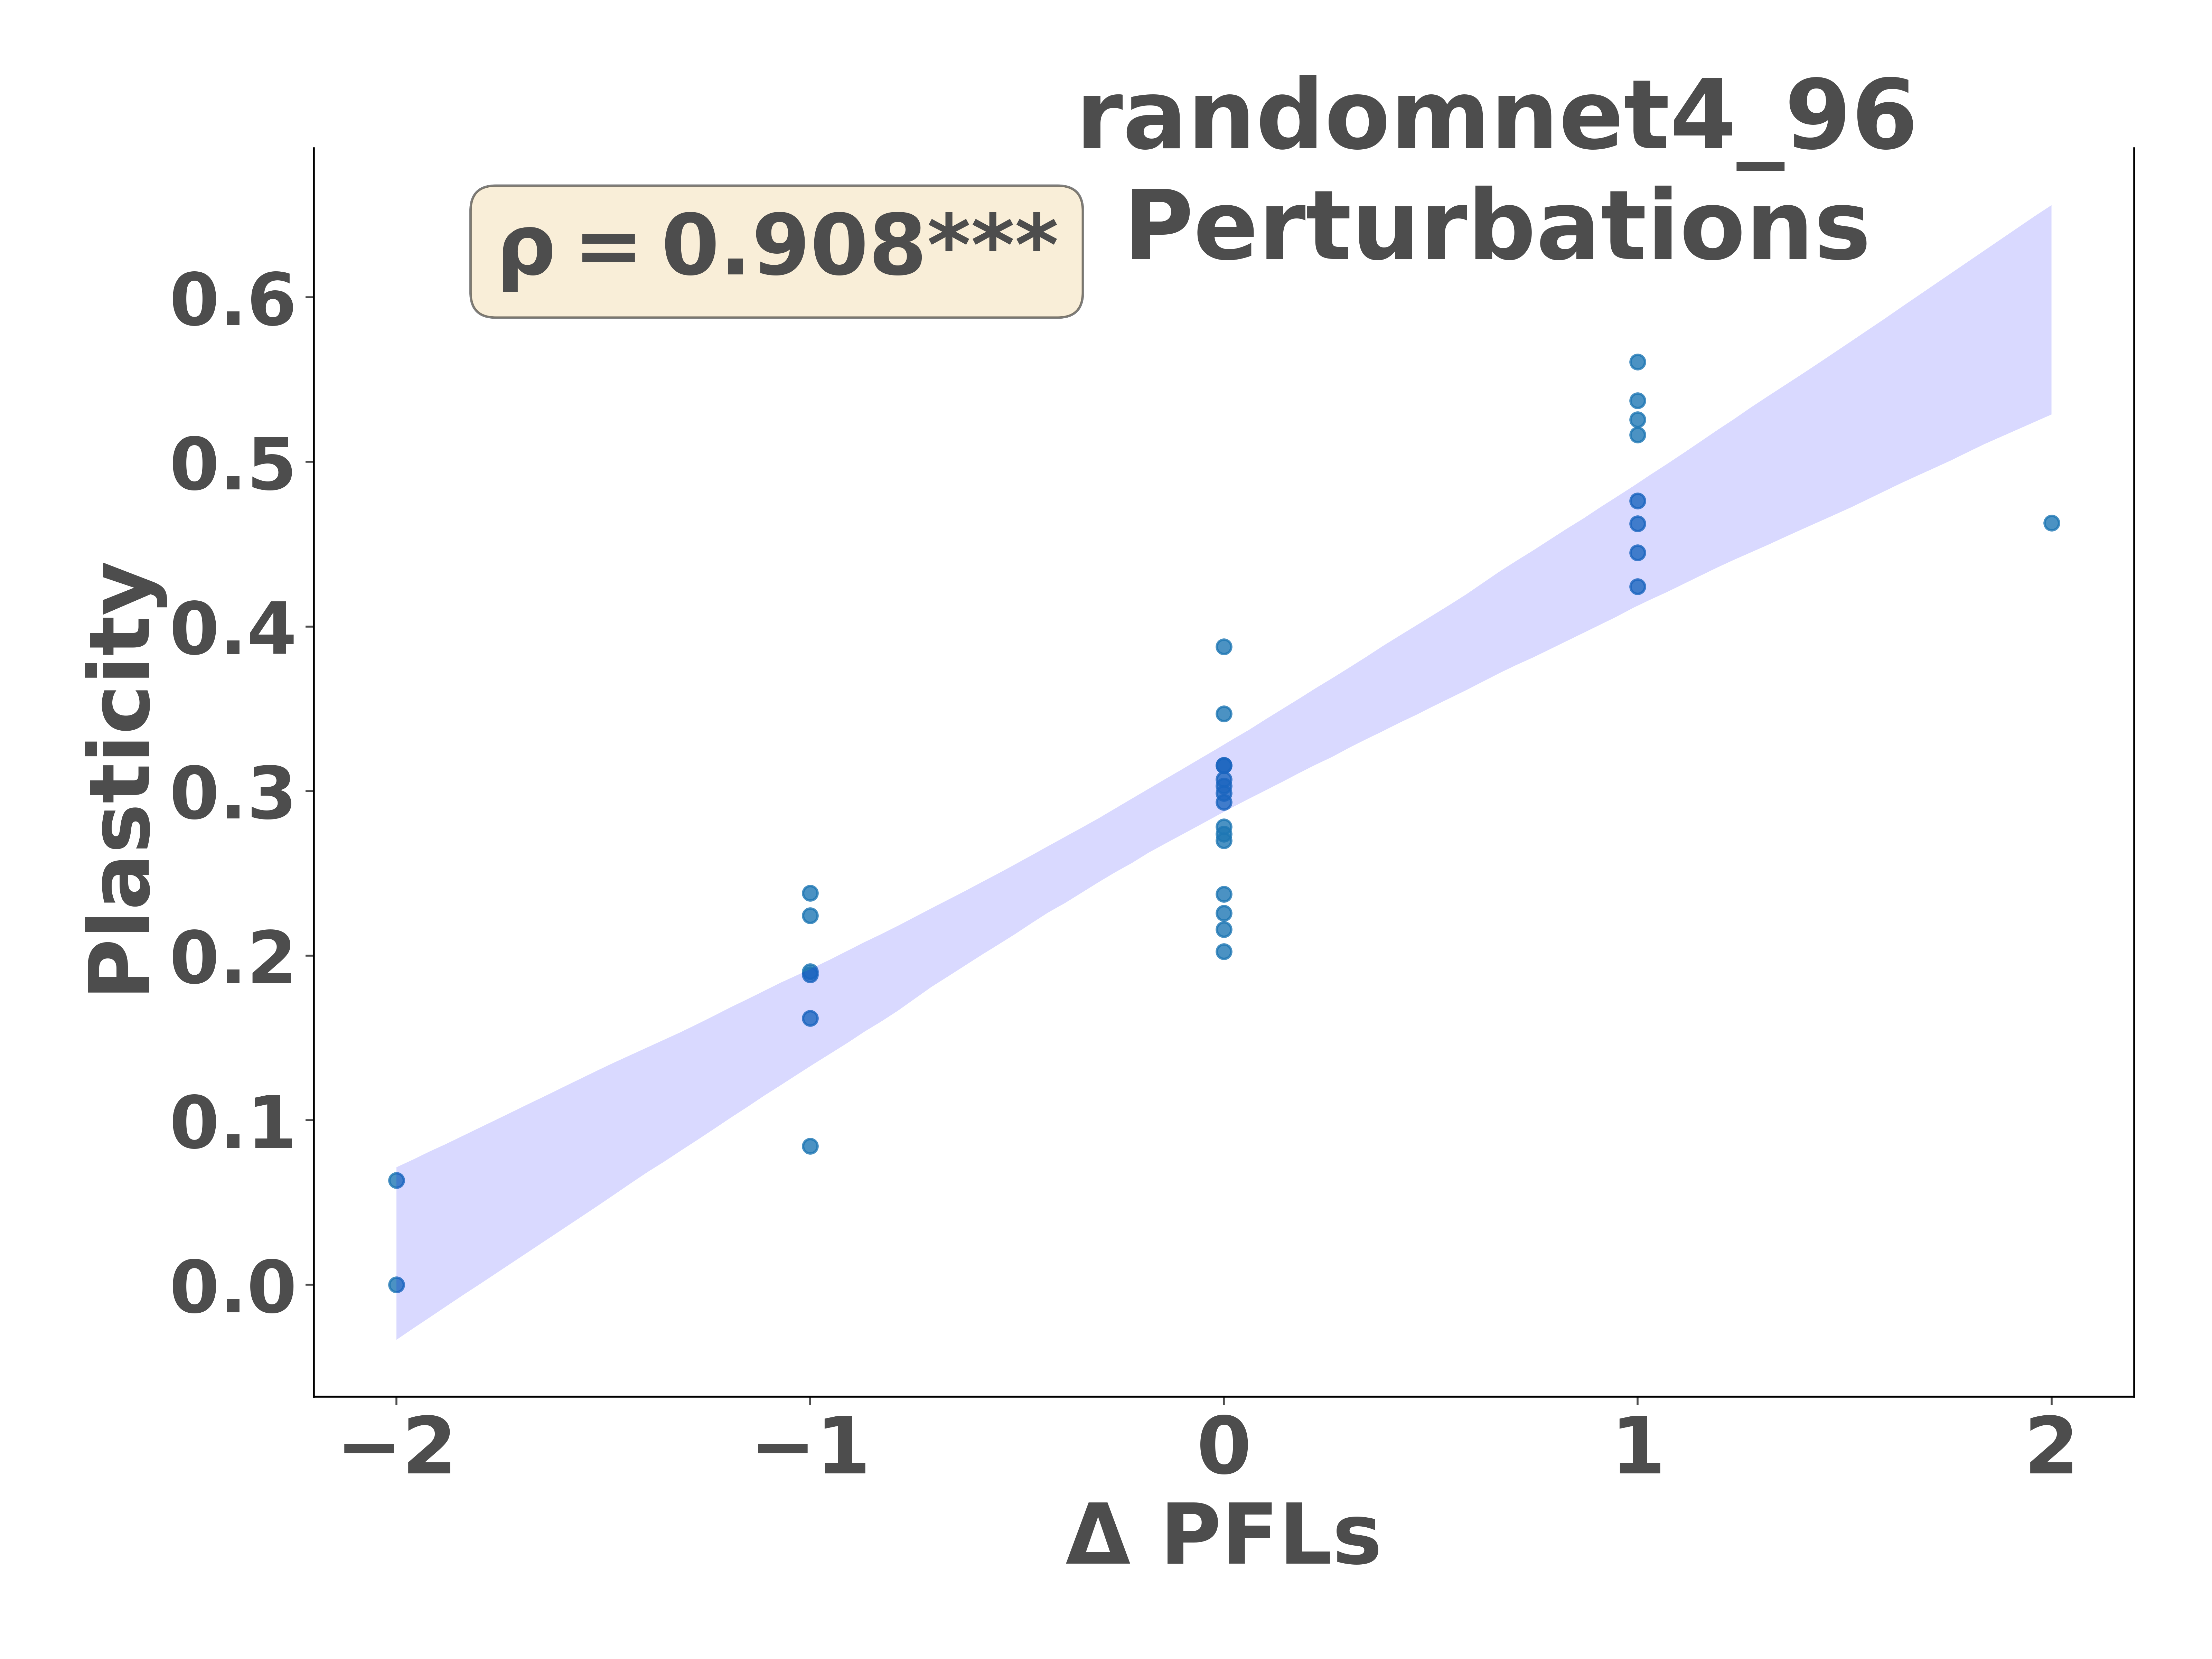 randomnet4_96
Perturbations
ρ = 0.908***
Plasticity
0.6
0.5
0.4
0.3
0.2
0.1
0.0
−2 −1 0 1 2
Δ PFLs